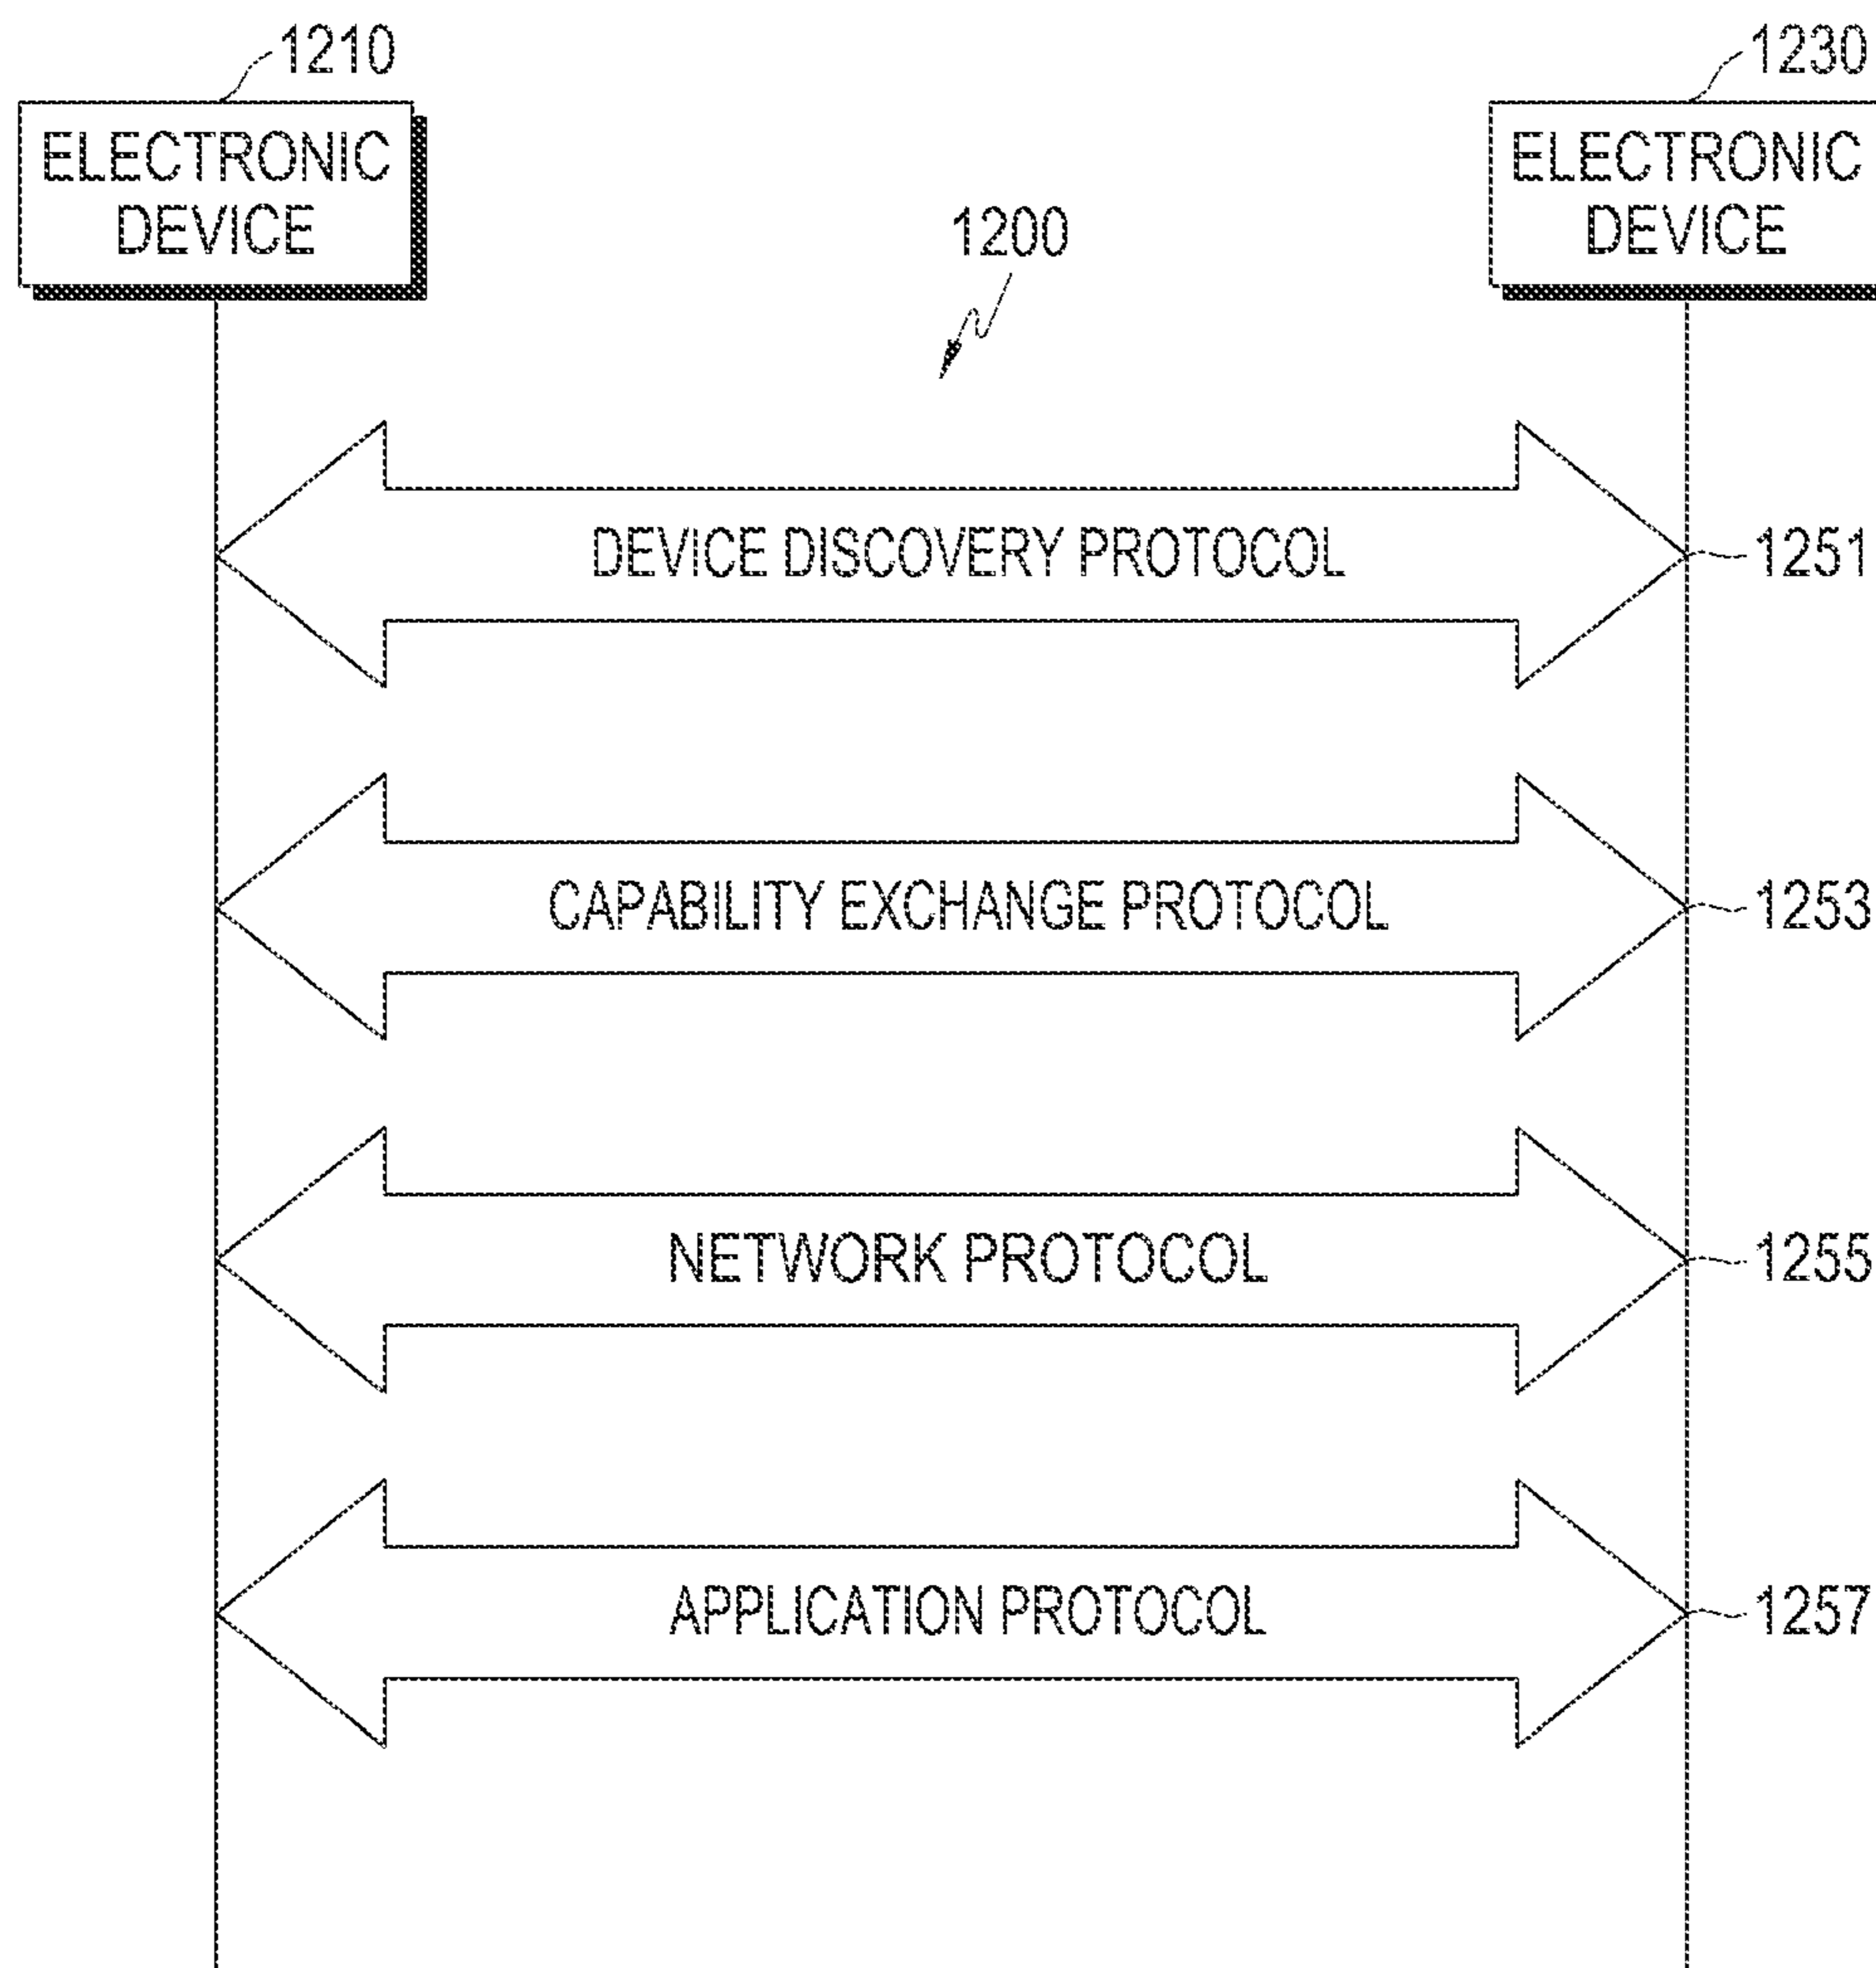 1210
1230
ELECTRONIC
DEVICE
ELECTRONIC
DEVICE
1200
DEVICE DISCOVERY PROTOCOL
1251
CAPABILITY EXCHANGE PROTOCOL
1253
NETWORK PROTOCOL
1255
APPLICATION PROTOCOL
1257